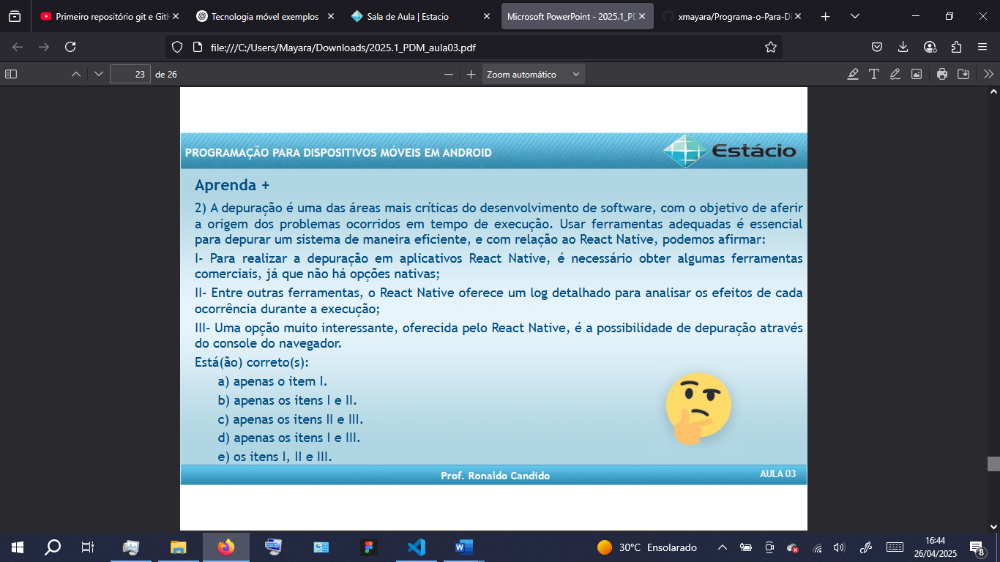 Primeiro repositório git e GitH
Tecnologia móvel exemplos
Sala de Aula | Estacio
Microsoft PowerPoint - 2025.1_PD
xmayara/Programa-o-Para-Di
file:///C:/Users/Mayara/Downloads/2025.1_PDM_aula03.pdf
23 de 26
Zoom automático
PROGRAMAÇÃO PARA DISPOSITIVOS MÓVEIS EM ANDROID
Estácio
Aprenda +
2) A depuração é uma das áreas mais críticas do desenvolvimento de software, com o objetivo de aferir
a origem dos problemas ocorridos em tempo de execução. Usar ferramentas adequadas é essencial
para depurar um sistema de maneira eficiente, e com relação ao React Native, podemos afirmar:
I- Para realizar a depuração em aplicativos React Native, é necessário obter algumas ferramentas
comerciais, já que não há opções nativas;
II- Entre outras ferramentas, o React Native oferece um log detalhado para analisar os efeitos de cada
ocorrência durante a execução;
III- Uma opção muito interessante, oferecida pelo React Native, é a possibilidade de depuração através
do console do navegador.
Está(ão) correto(s):
a) apenas o item I.
b) apenas os itens I e II.
c) apenas os itens II e III.
d) apenas os itens I e III.
e) os itens I, II e III.
Prof. Ronaldo Candido
AULA 03
30°C Ensolarado
16:44
26/04/2025
8